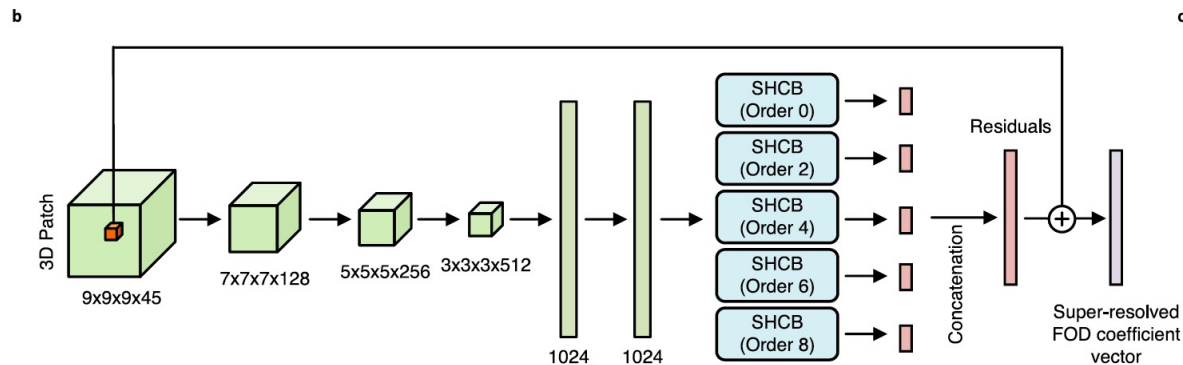 b
c
3D Patch
9x9x9x45
7x7x7x128
5x5x5x256
3x3x3x512
1024
1024
SHCB
(Order 0)
SHCB
(Order 2)
SHCB
(Order 4)
SHCB
(Order 6)
SHCB
(Order 8)
Concatenation
Residuals
+
Super-resolved
FOD coefficient
vector